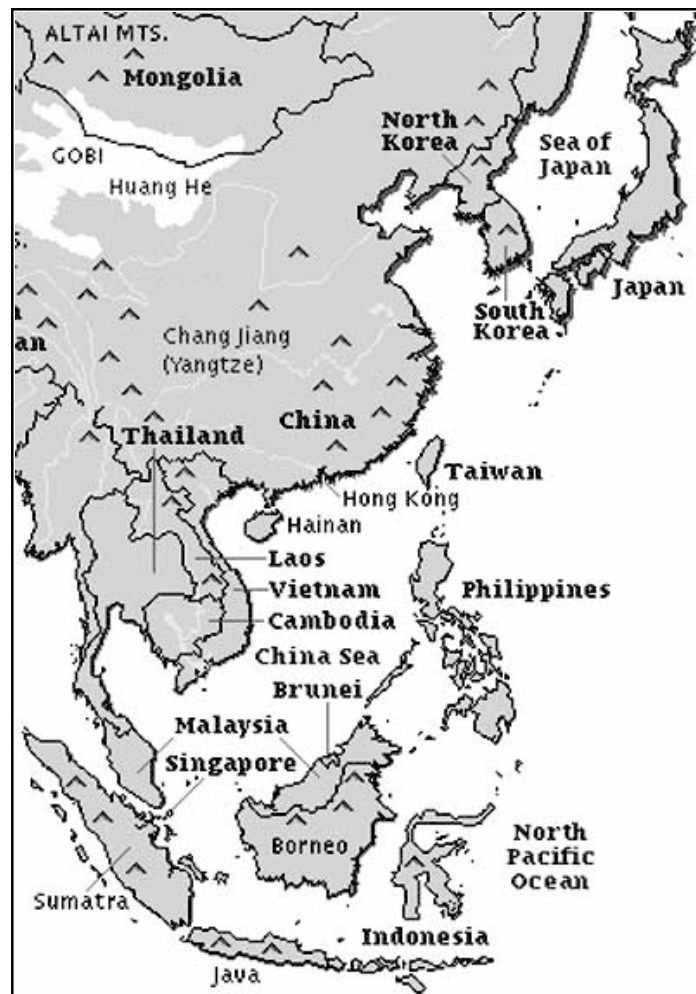 ALTAI MTS.
Mongolia
North
Korea
Sea of
Japan
GOBI
Huang He
S.
Japan
South
Korea
n
an
Chang Jiang
(Yangtze)
China
Thailand
Taiwan
Hong Kong
Hainan
Laos
Vietnam
Philippines
Cambodia
China Sea
Brunei
Malaysia
Singapore
Borneo
North
Pacific
Ocean
Sumatra
Indonesia
Java